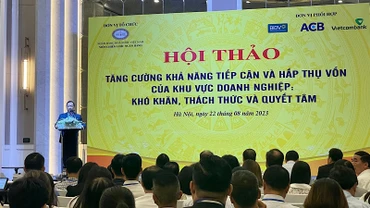 ĐƠN VỊ TỔ CHỨC
ĐƠN VỊ PHỐI HỢP
BIDV
ACB
Vietcombank
HỘI THẢO
TĂNG CƯỜNG KHẢ NĂNG TIẾP CẬN VÀ HẤP THỤ VỐN
CỦA KHU VỰC DOANH NGHIỆP:
KHÓ KHĂN, THÁCH THỨC VÀ QUYẾT TÂM
Hà Nội, ngày 22 tháng 08 năm 2023